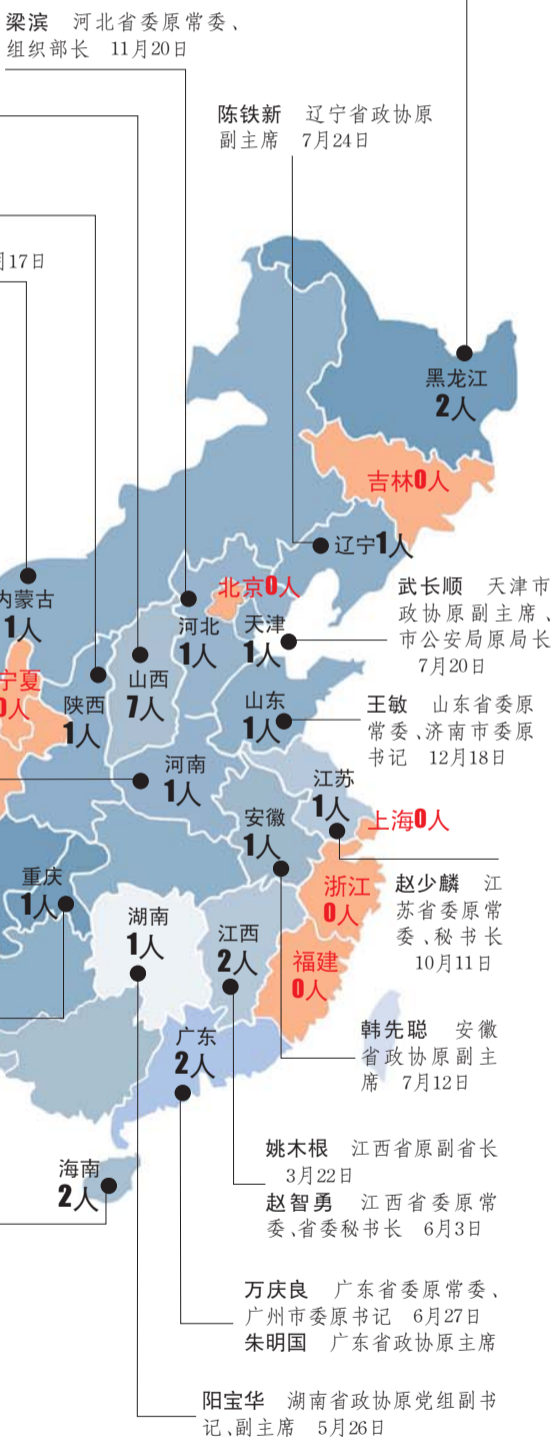 梁滨　河北省委原常委、
组织部长　11月20日
陈铁新　辽宁省政协原
副主席　7月24日
月17日
黑龙江
2人
吉林0人
辽宁1人
北京0人
内蒙古
1人
河北
1人
天津
1人
武长顺　天津市
政协原副主席、
市公安局原局长
7月20日
宁夏
0人
陕西
1人
山西
7人
山东
1人
王敏　山东省委原
常委、济南市委原
书记　12月18日
河南
1人
江苏
1人
上海0人
安徽
1人
重庆
1人
浙江
0人
赵少麟　江
苏省委原常
委、秘书长
10月11日
湖南
1人
江西
2人
福建
0人
广东
2人
韩先聪　安徽
省政协原副主
席　7月12日
海南
2人
姚木根　江西省原副省长
3月22日
赵智勇　江西省委原常
委、省委秘书长　6月3日
万庆良　广东省委原常委、
广州市委原书记　6月27日
朱明国　广东省政协原主席
阳宝华　湖南省政协原党组副书
记、副主席　5月26日